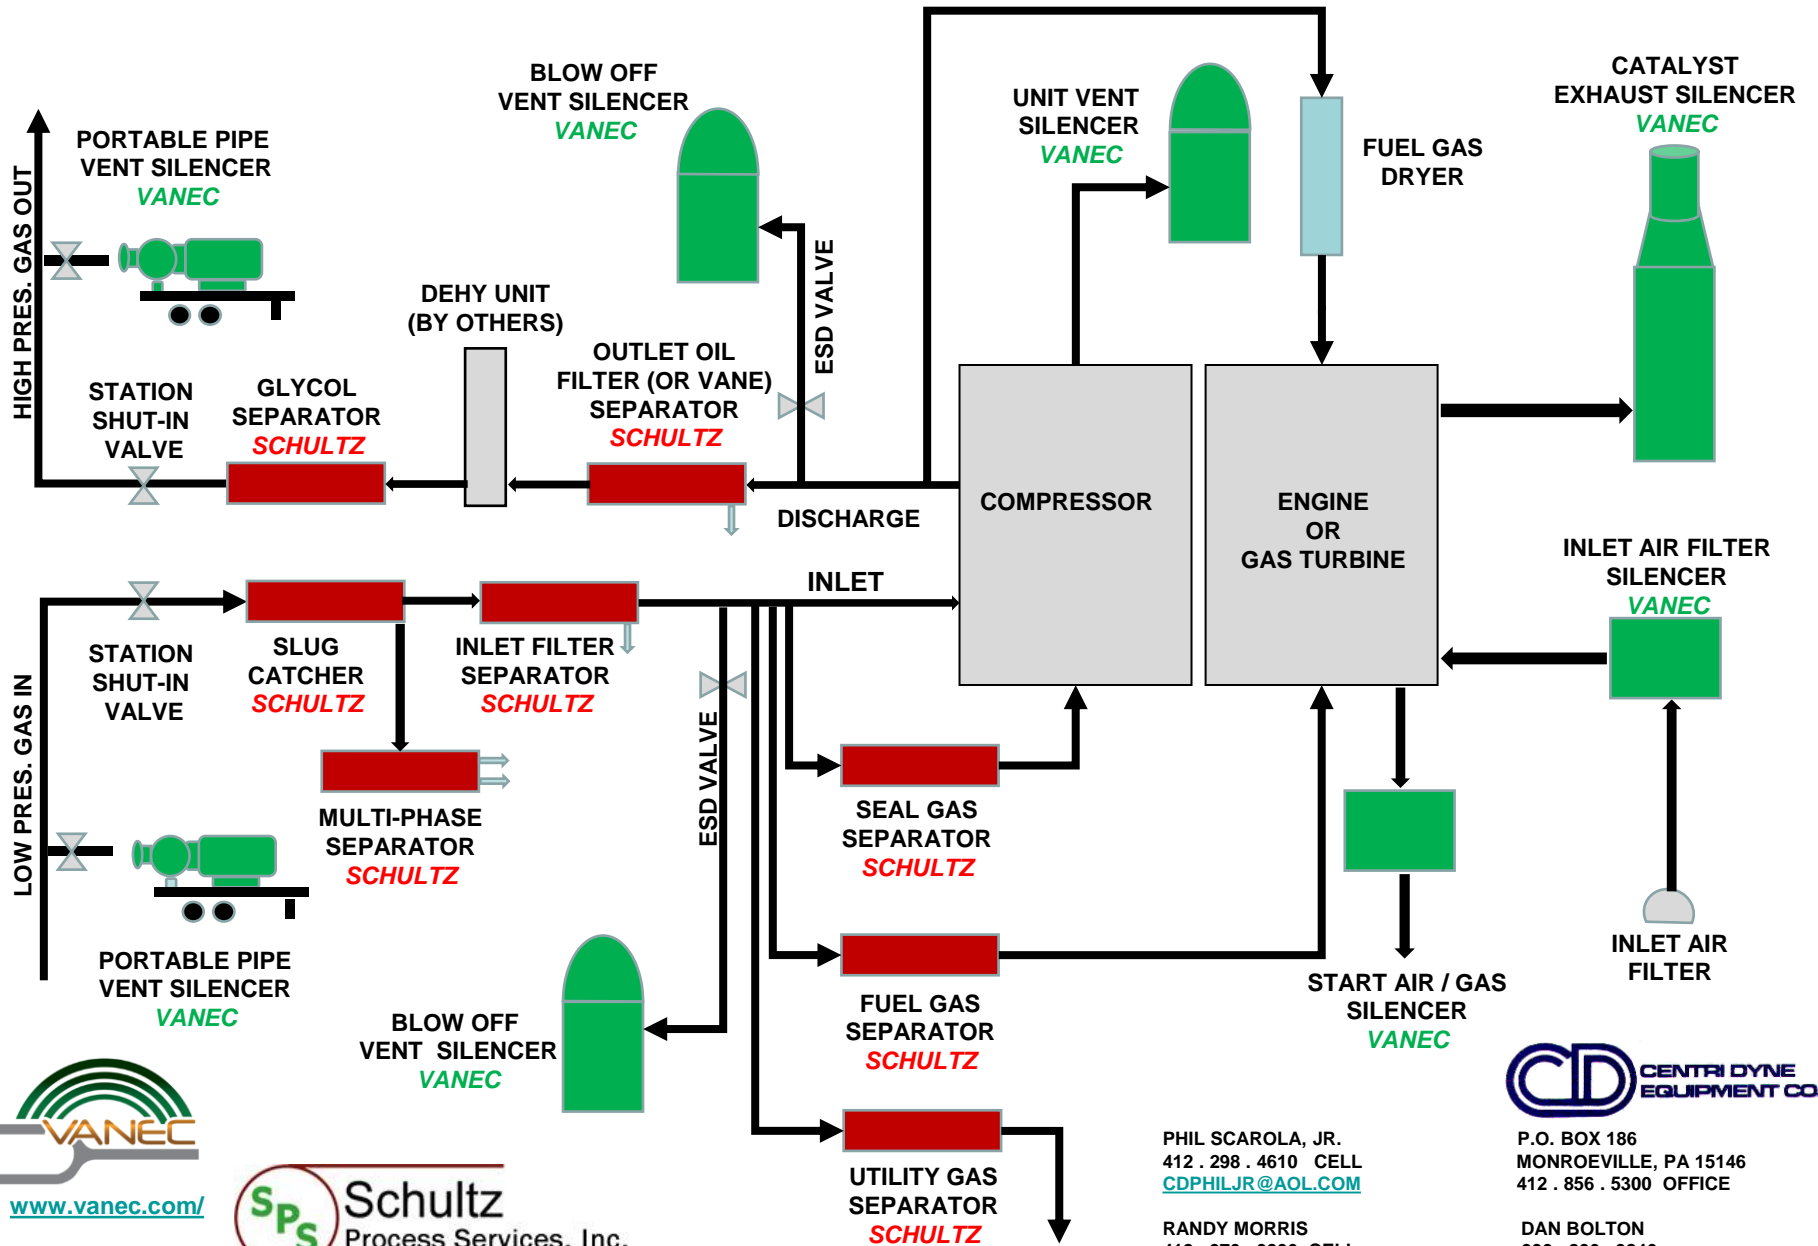 BLOW OFF
VENT SILENCER
VANEC
UNIT VENT
SILENCER
VANEC
CATALYST
EXHAUST SILENCER
VANEC
PORTABLE PIPE
VENT SILENCER
VANEC
FUEL GAS
DRYER
HIGH PRES. GAS OUT
ESD VALVE
DEHY UNIT
(BY OTHERS)
OUTLET OIL
FILTER (OR VANE)
SEPARATOR
SCHULTZ
STATION
SHUT-IN
VALVE
GLYCOL
SEPARATOR
SCHULTZ
DISCHARGE
COMPRESSOR
ENGINE
OR
GAS TURBINE
INLET AIR FILTER
SILENCER
VANEC
INLET
LOW PRES. GAS IN
STATION
SHUT-IN
VALVE
SLUG
CATCHER
SCHULTZ
INLET FILTER
SEPARATOR
SCHULTZ
ESD VALVE
MULTI-PHASE
SEPARATOR
SCHULTZ
SEAL GAS
SEPARATOR
SCHULTZ
PORTABLE PIPE
VENT SILENCER
VANEC
BLOW OFF
VENT SILENCER
VANEC
FUEL GAS
SEPARATOR
SCHULTZ
START AIR / GAS
SILENCER
VANEC
INLET AIR
FILTER
UTILITY GAS
SEPARATOR
SCHULTZ
VANEC
www.vanec.com/
SPS
Schultz
Process Services, Inc.
CD
CENTRI DYNE
EQUIPMENT CO
PHIL SCAROLA, JR.
412 . 298 . 4610 CELL
CDPHILJR@AOL.COM
RANDY MORRIS
P.O. BOX 186
MONROEVILLE, PA 15146
412 . 856 . 5300 OFFICE
DAN BOLTON